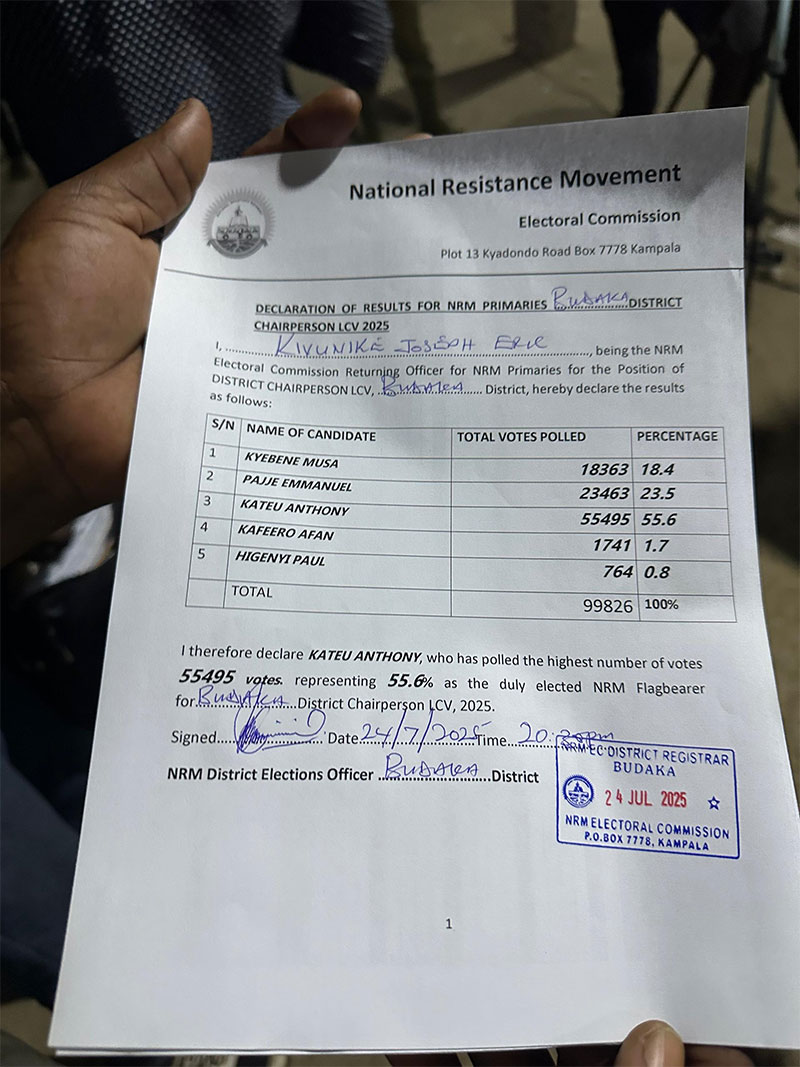 National Resistance Movement
Electoral Commission
Plot 13 Kyadondo Road Box 7778 Kampala
DECLARATION OF RESULTS FOR NRM PRIMARIES BUDAKA DISTRICT
CHAIRPERSON LCV 2025
I, KIVUNIKE JOSEPH ERIC, being the NRM
Electoral Commission Returning Officer for NRM Primaries for the Position of
DISTRICT CHAIRPERSON LCV, BUDAKA District, hereby declare the results
as follows:
S/N NAME OF CANDIDATE TOTAL VOTES POLLED PERCENTAGE
1 KYEBENE MUSA 18363 18.4
2 PAJJE EMMANUEL 23463 23.5
3 KATEU ANTHONY 55495 55.6
4 KAFEERO AFAN 1741 1.7
5 HIGENYI PAUL 764 0.8
TOTAL 99826 100%
I therefore declare KATEU ANTHONY, who has polled the highest number of votes
55495 votes. representing 55.6% as the duly elected NRM Flagbearer
for BUDAKA District Chairperson LCV, 2025.
Signed Date 24/7/2025 Time
NRM District Elections Officer BUDAKA District
NRM EC DISTRICT REGISTRAR
BUDAKA
24 JUL 2025
NRM ELECTORAL COMMISSION
P.O.BOX 7778, KAMPALA
1